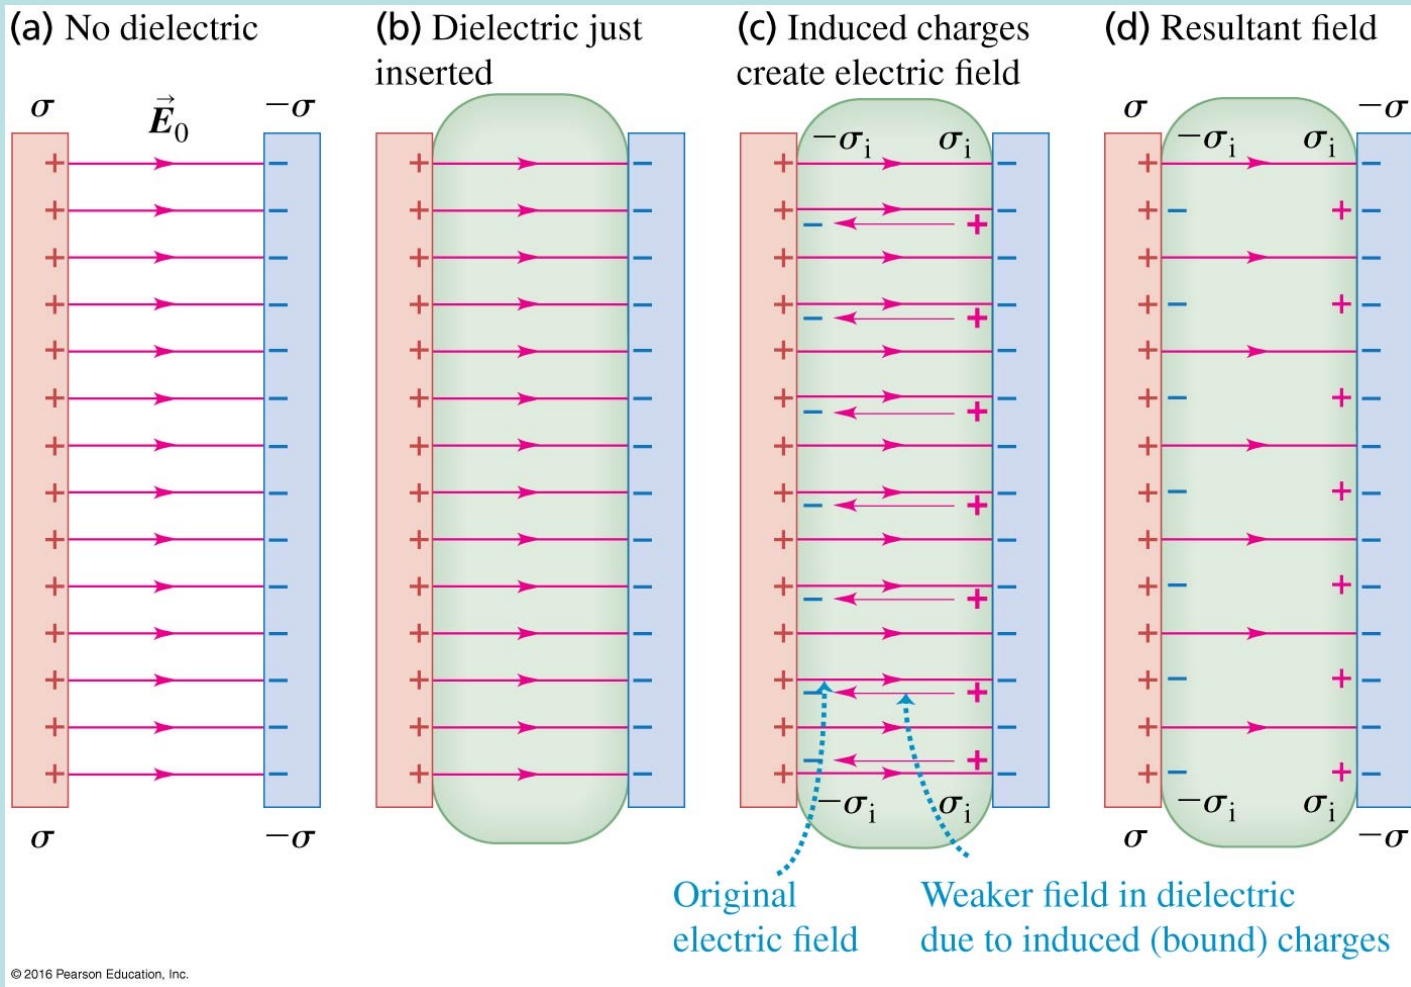 (a) No dielectric
(b) Dielectric just
inserted
(c) Induced charges
create electric field
(d) Resultant field
σ
E⃗₀
−σ
σ
−σ
−σᵢ
σᵢ
−σᵢ
σᵢ
σ
−σ
−σᵢ
σᵢ
−σᵢ
σᵢ
σ
−σ
Original
electric field
Weaker field in dielectric
due to induced (bound) charges
© 2016 Pearson Education, Inc.